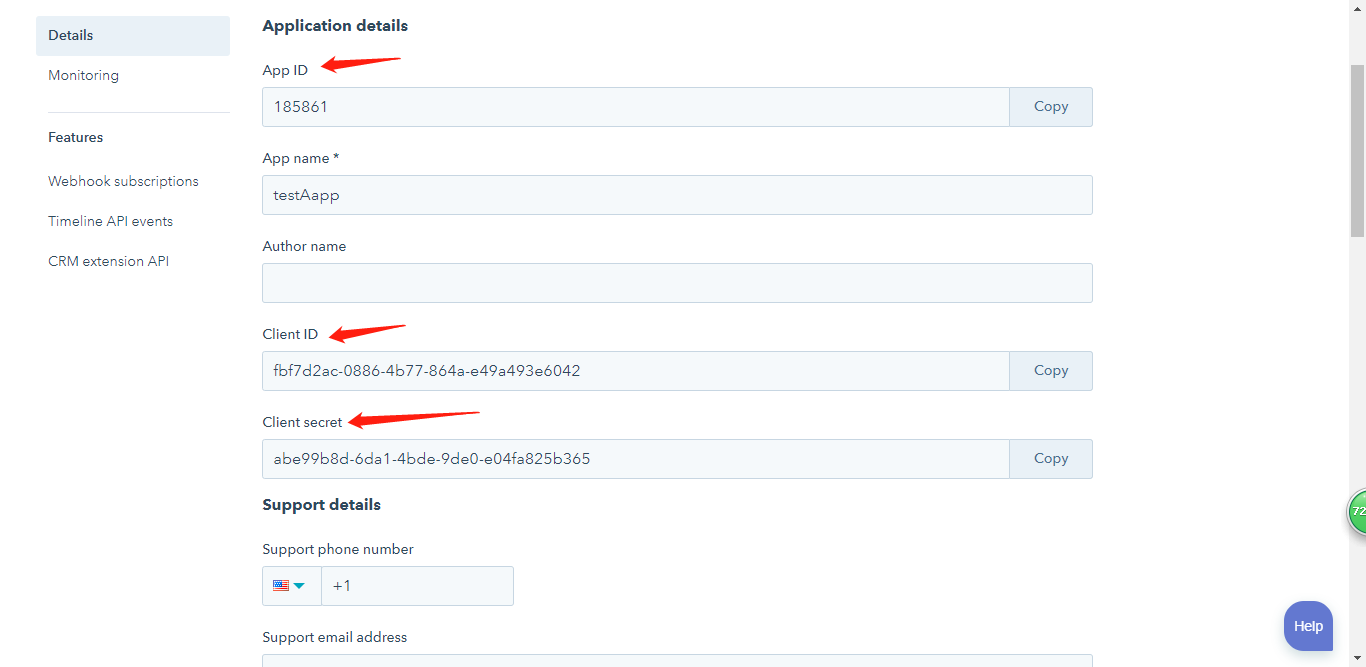 Details
Monitoring
Features
Webhook subscriptions
Timeline API events
CRM extension API
Application details
App ID
185861 Copy
App name *
testAapp
Author name
Client ID
fbf7d2ac-0886-4b77-864a-e49a493e6042 Copy
Client secret
abe99b8d-6da1-4bde-9de0-e04fa825b365 Copy
Support details
Support phone number
+1
Support email address
72
Help